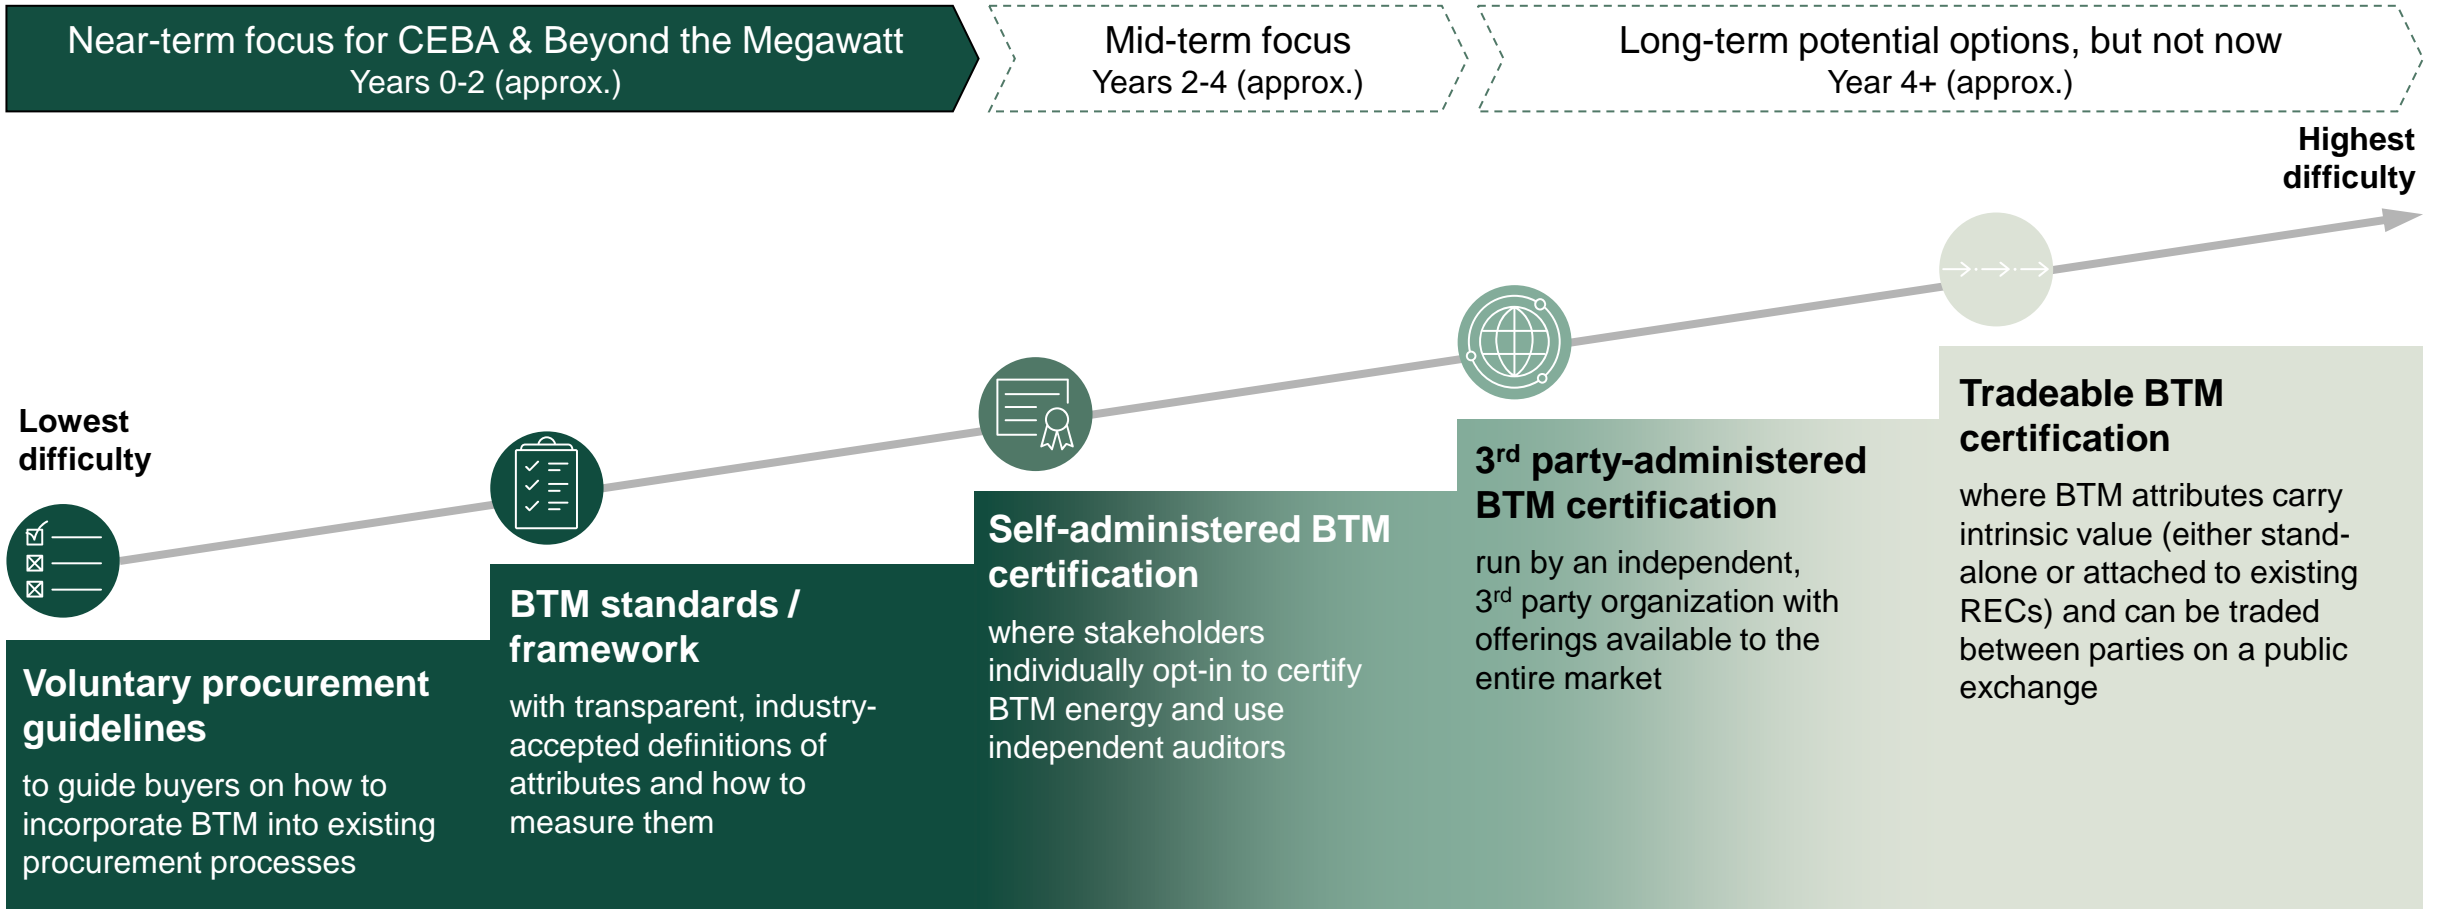 Near-term focus for CEBA & Beyond the Megawatt
Years 0-2 (approx.)
Mid-term focus
Years 2-4 (approx.)
Long-term potential options, but not now
Year 4+ (approx.)
Highest
difficulty
Lowest
difficulty
Voluntary procurement
guidelines
to guide buyers on how to
incorporate BTM into existing
procurement processes
BTM standards /
framework
with transparent, industry-
accepted definitions of
attributes and how to
measure them
Self-administered BTM
certification
where stakeholders
individually opt-in to certify
BTM energy and use
independent auditors
3rd party-administered
BTM certification
run by an independent,
3rd party organization with
offerings available to the
entire market
Tradeable BTM
certification
where BTM attributes carry
intrinsic value (either stand-
alone or attached to existing
RECs) and can be traded
between parties on a public
exchange